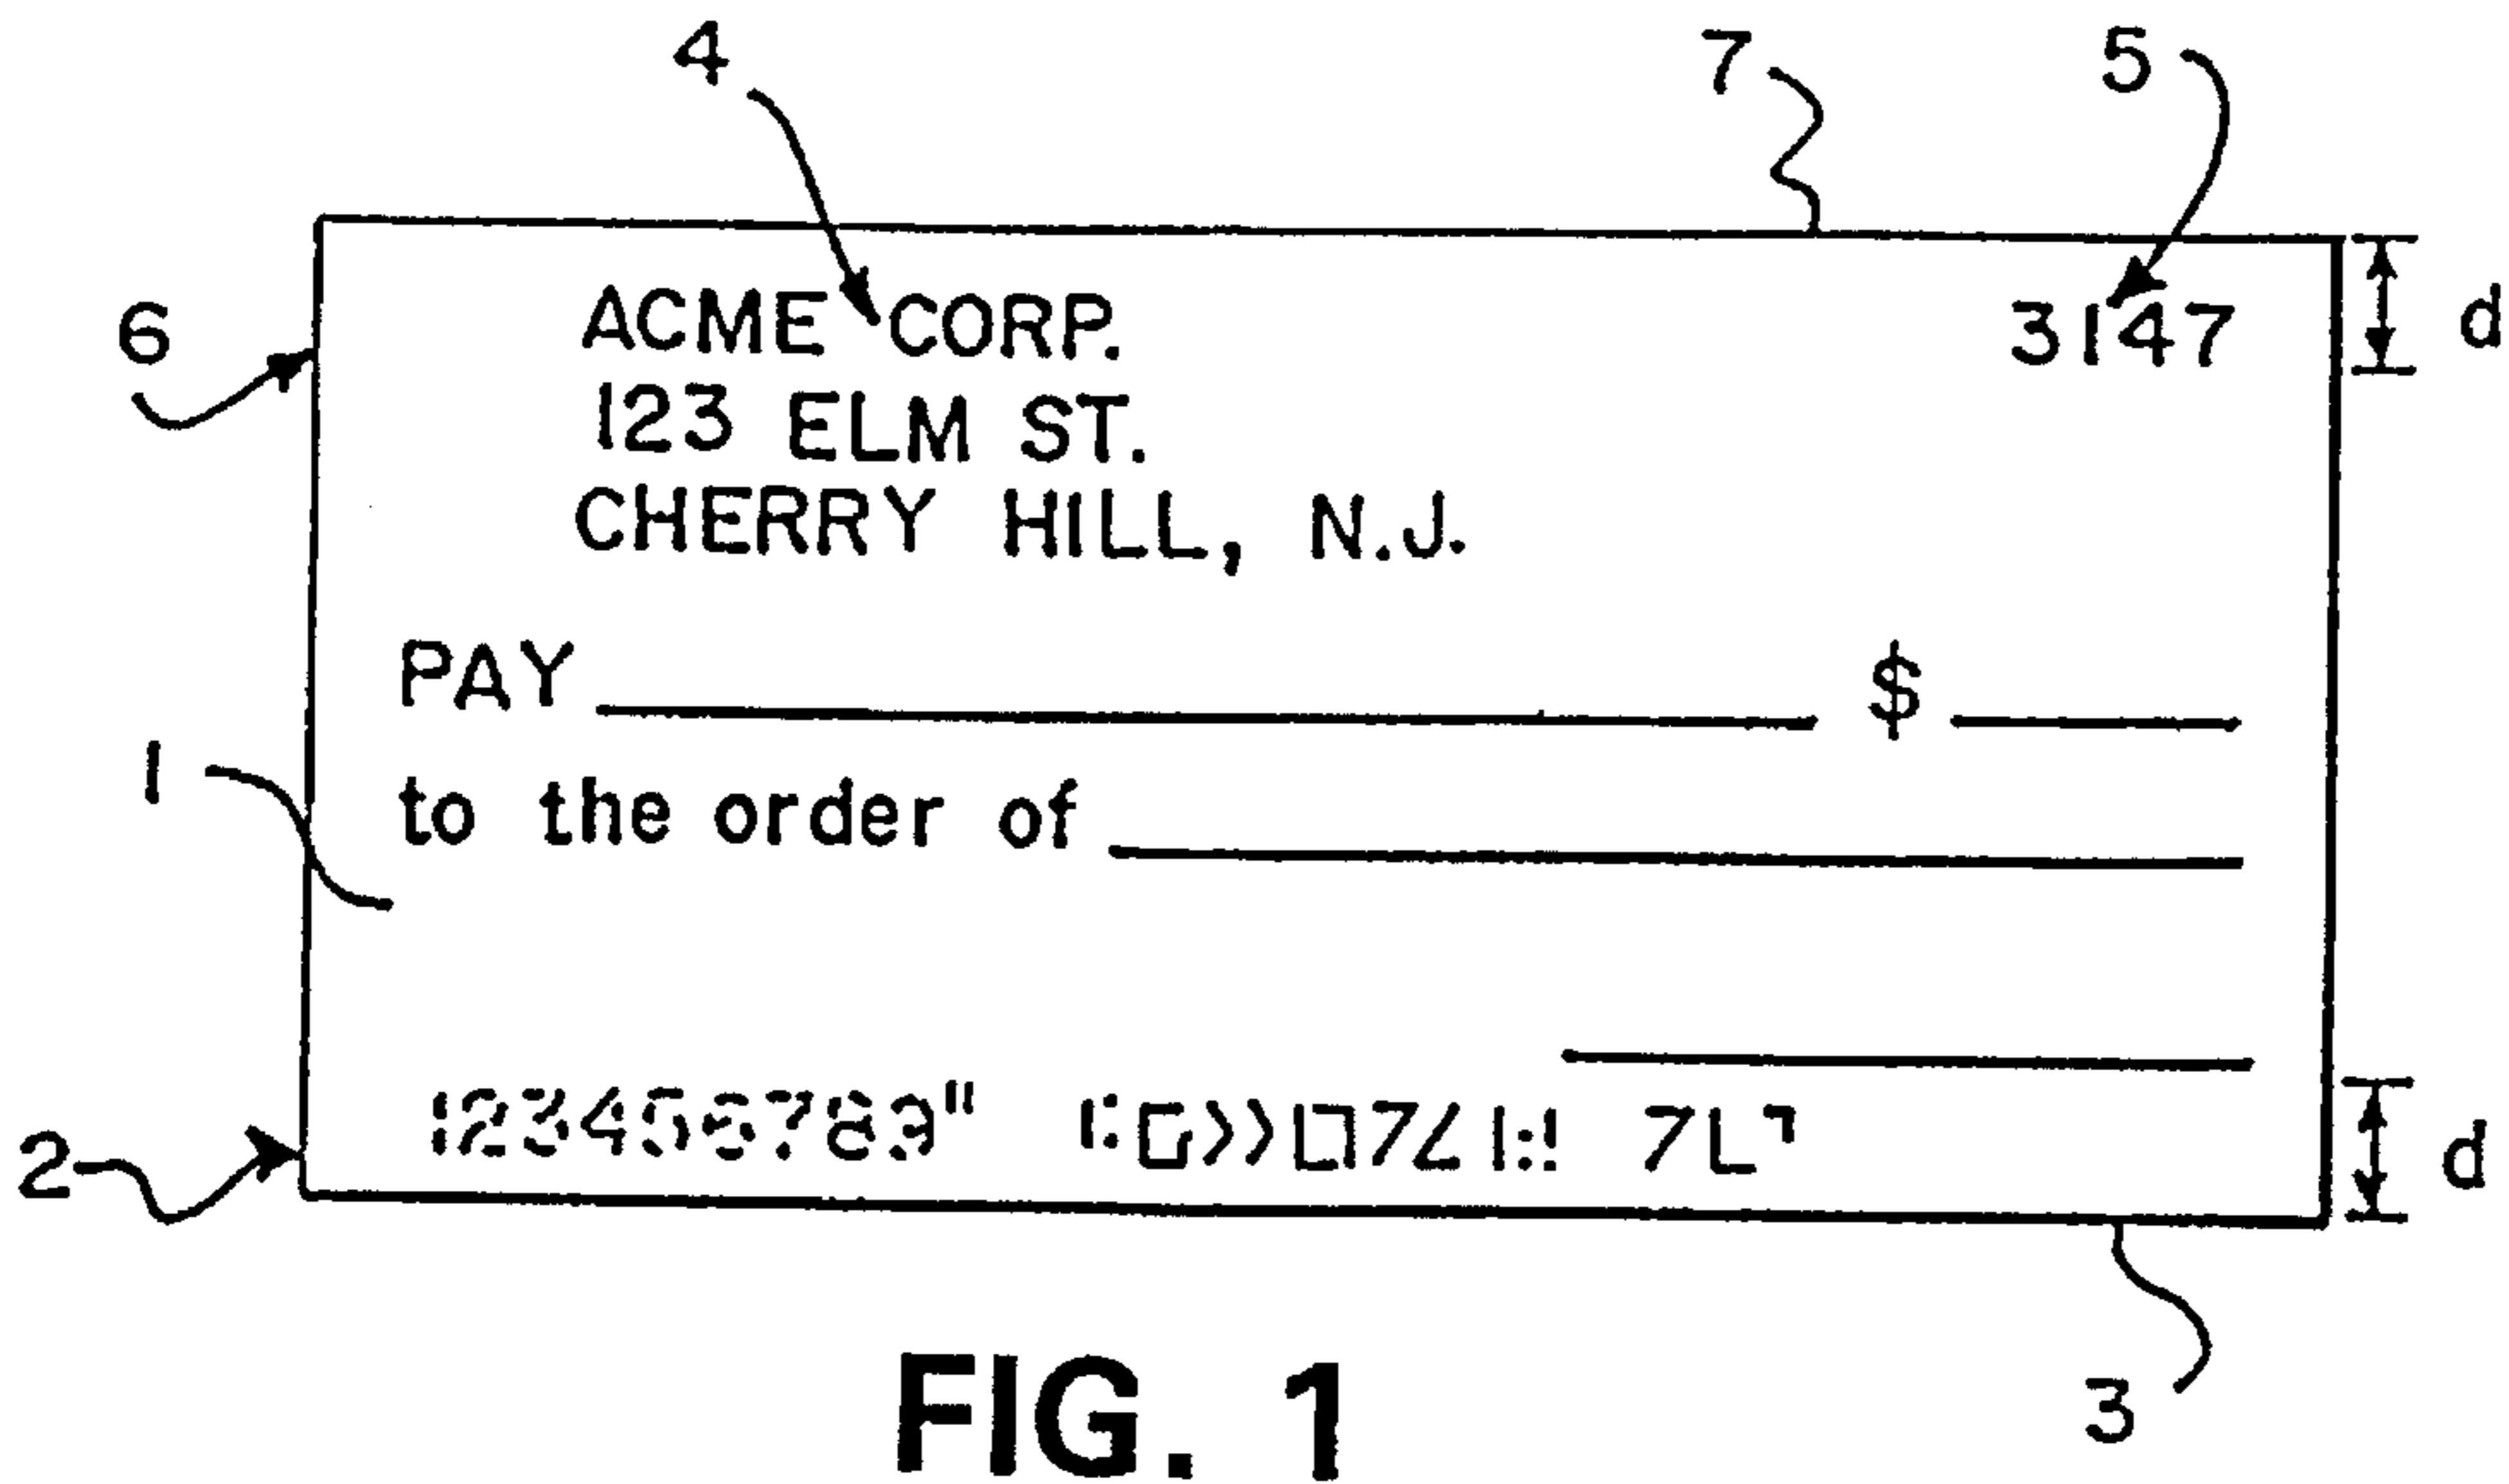 4 7 5
6 ACME CORP. 3147 d
123 ELM ST.
CHERRY HILL, N.J.
PAY $
1 to the order of
2 123456789" d
3
FIG. 1